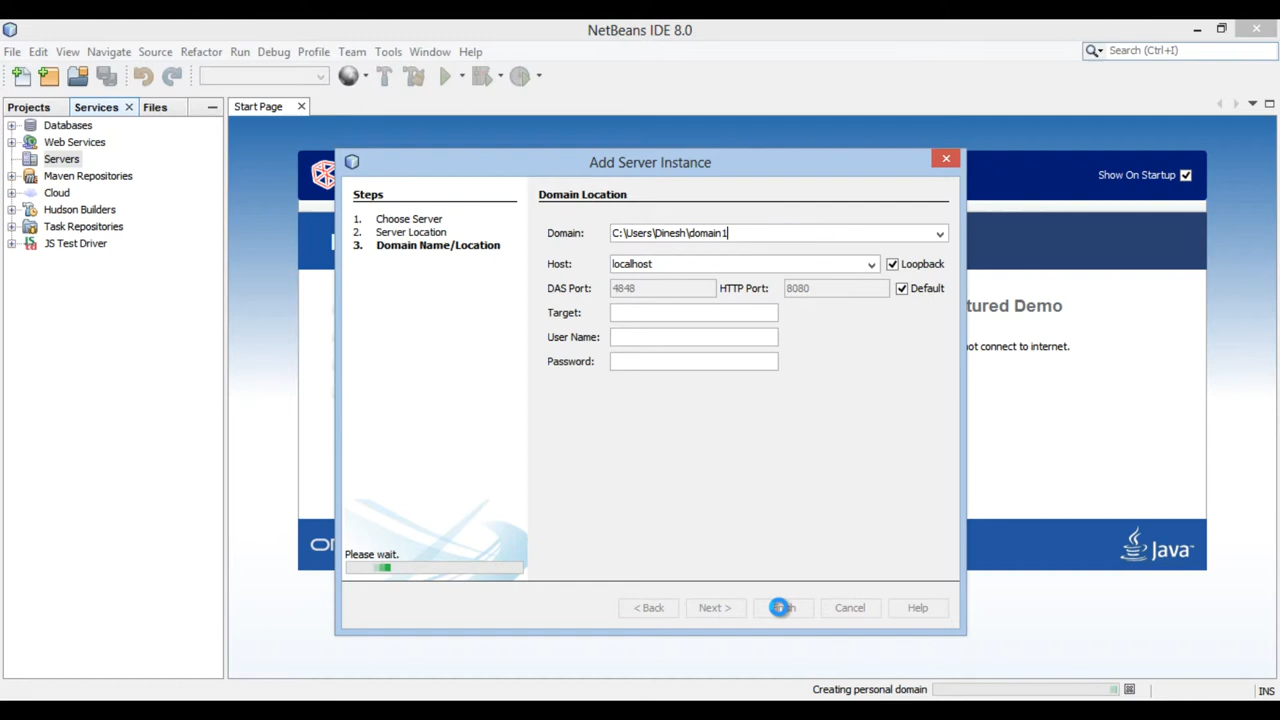 NetBeans IDE 8.0
File Edit View Navigate Source Refactor Run Debug Profile Team Tools Window Help
Search (Ctrl+I)
Projects Services Files
Start Page
Databases
Web Services
Servers
Maven Repositories
Cloud
Hudson Builders
Task Repositories
JS Test Driver
Show On Startup
Add Server Instance
Steps
1. Choose Server
2. Server Location
3. Domain Name/Location
Domain Location
Domain: C:\Users\Dinesh\domain1
Host: localhost Loopback
DAS Port: 4848 HTTP Port: 8080 Default
Target:
User Name:
Password:
tured Demo
not connect to internet.
Java
Please wait.
< Back Next > Cancel Help
Creating personal domain
INS